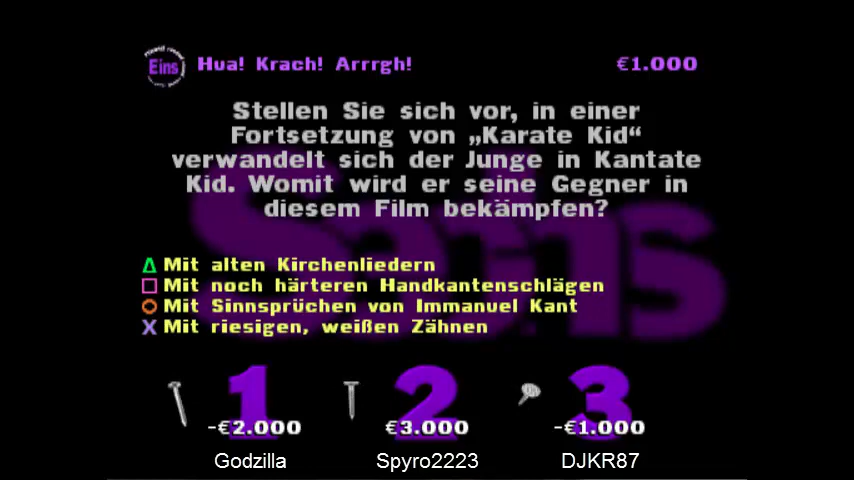 Eins
Hua! Krach! Arrrgh!
€1.000
Stellen Sie sich vor, in einer
Fortsetzung von „Karate Kid“
verwandelt sich der Junge in Kantate
Kid. Womit wird er seine Gegner in
diesem Film bekämpfen?
Mit alten Kirchenliedern
Mit noch härteren Handkantenschlägen
Mit Sinnsprüchen von Immanuel Kant
X Mit riesigen, weißen Zähnen
1 2 3
-€2.000 €3.000 -€1.000
Godzilla Spyro2223 DJKR87